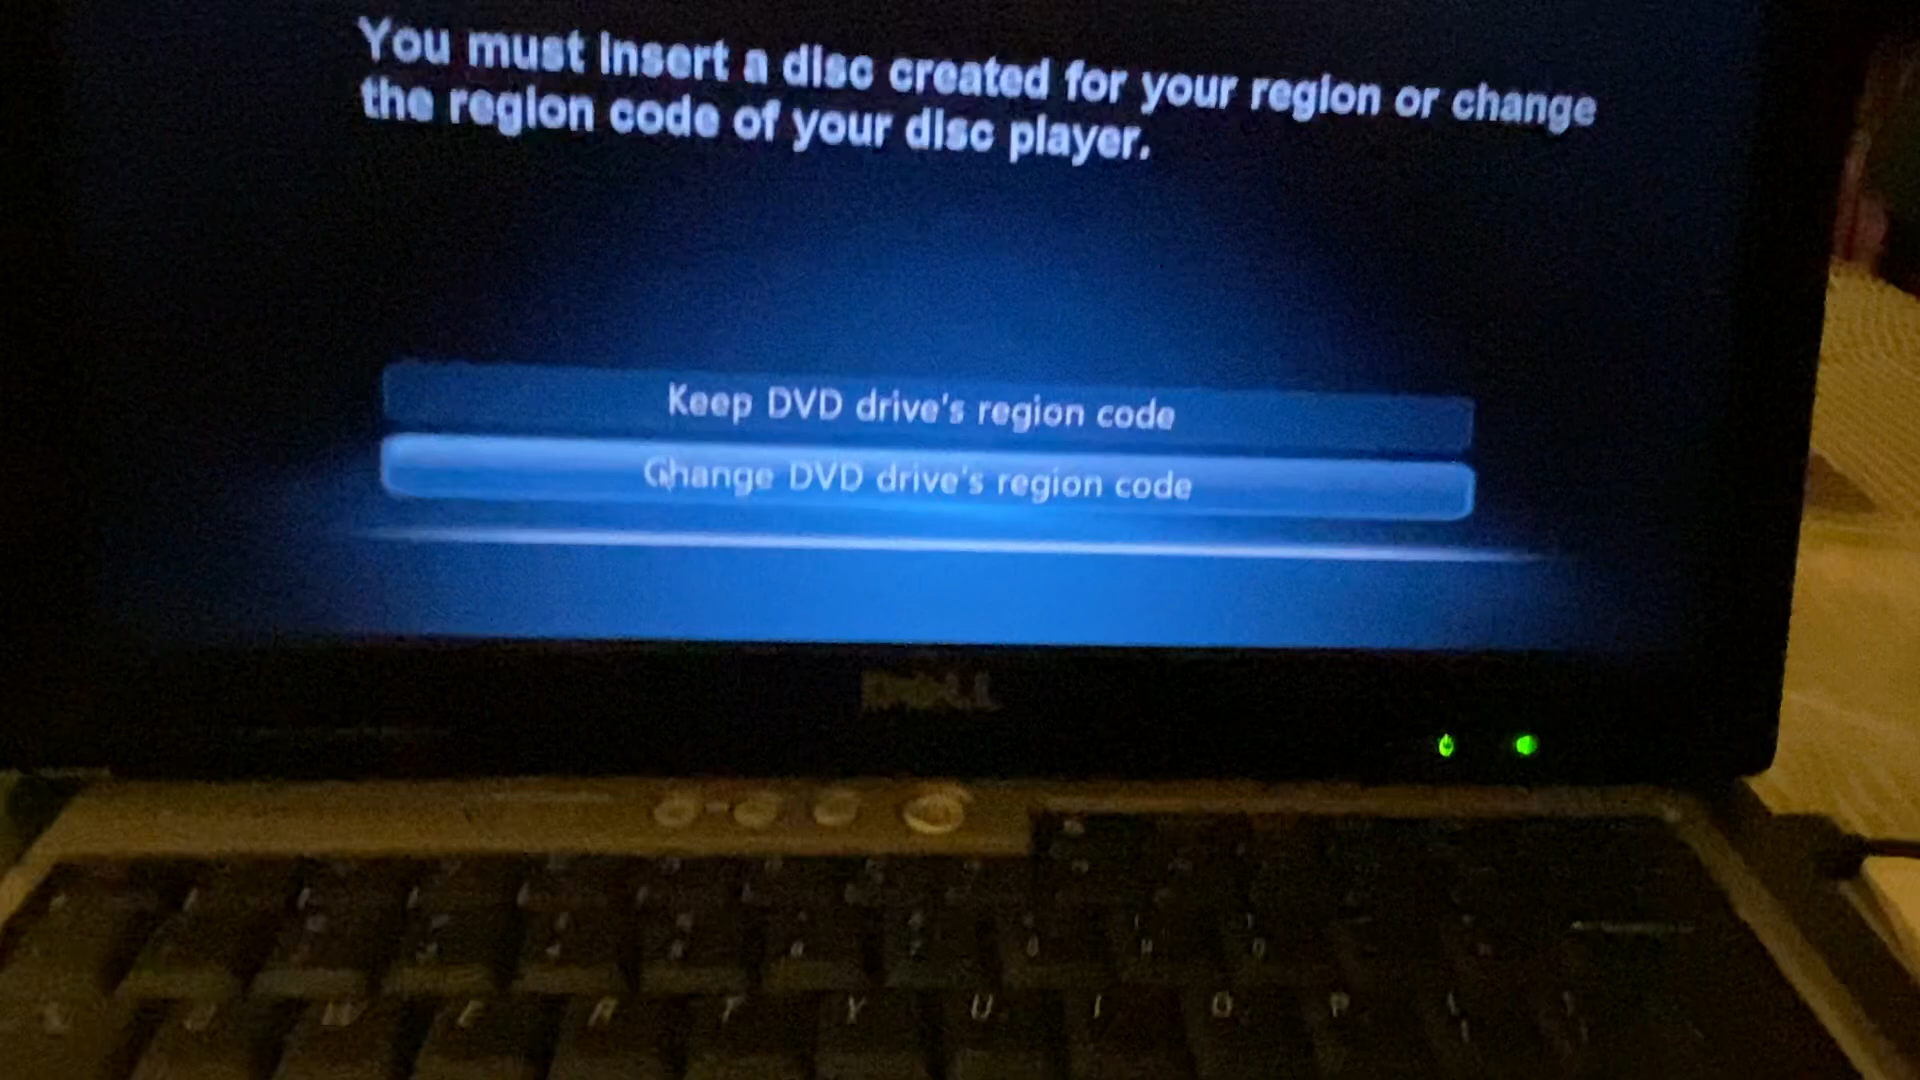 You must insert a disc created for your region or change
the region code of your disc player.
Keep DVD drive's region code
Change DVD drive's region code
DELL
E R T Y U I O P